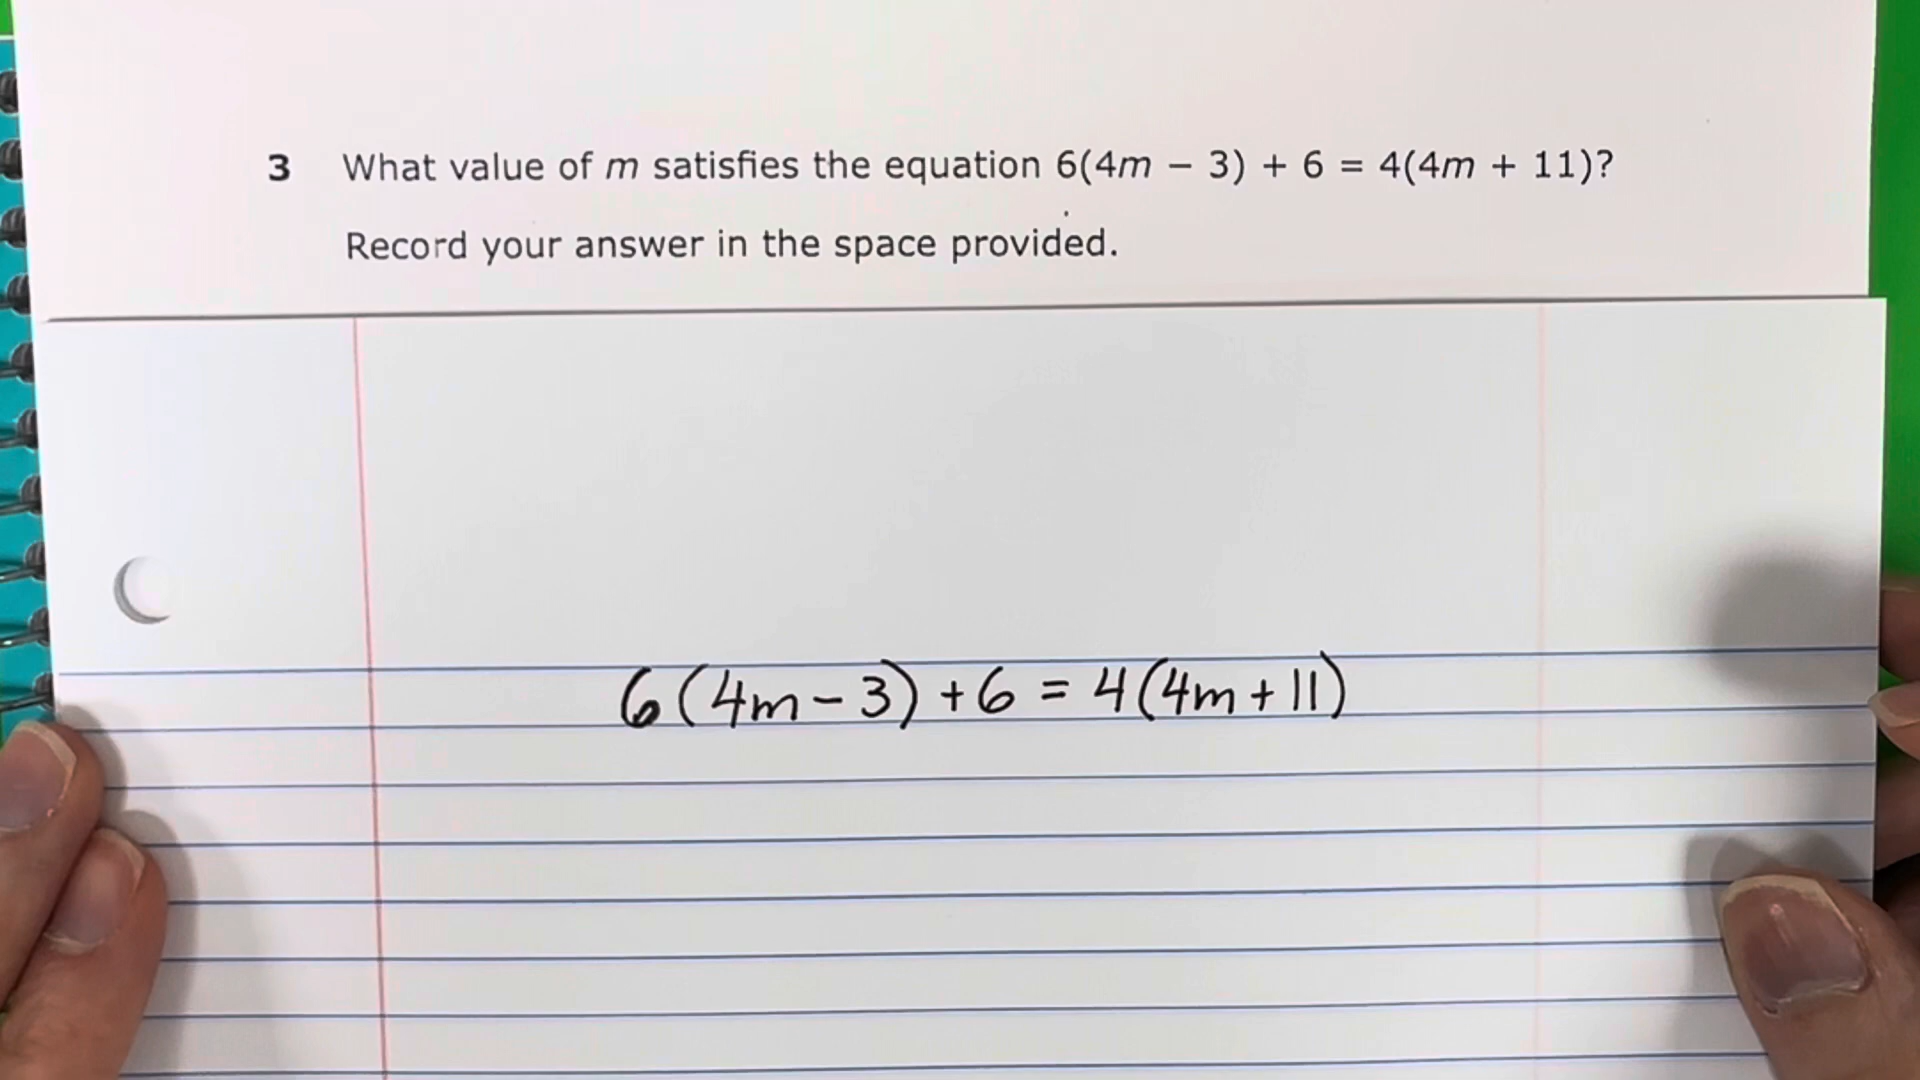 3 What value of m satisfies the equation 6(4m − 3) + 6 = 4(4m + 11)?
Record your answer in the space provided.
6(4m-3)+6=4(4m+11)